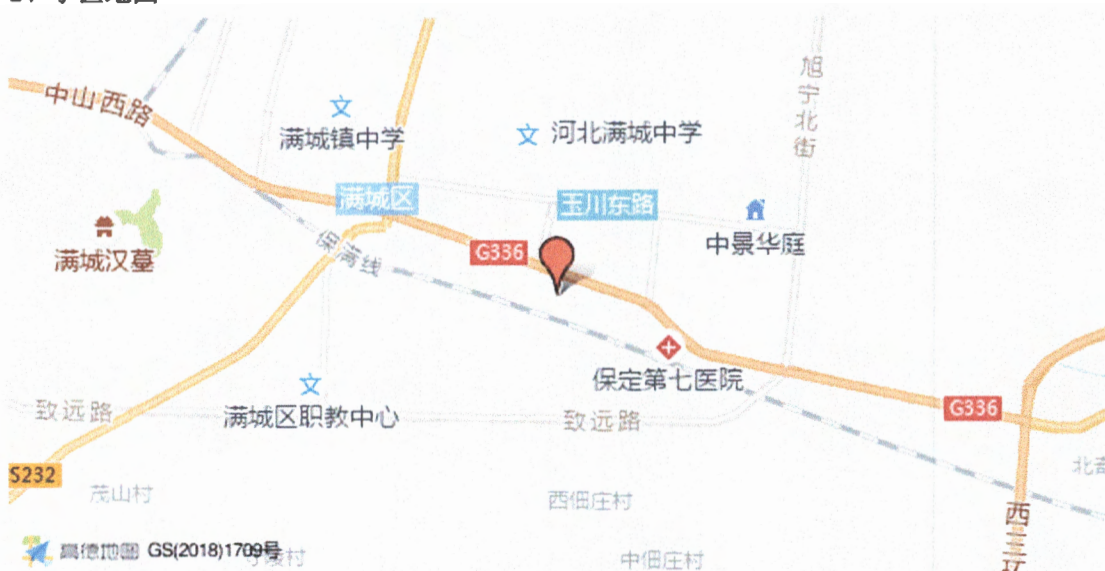 旭宁北街
中山西路
满城镇中学
河北满城中学
满城区
玉川东路
中景华庭
满城汉墓
保满线
G336
保定第七医院
致远路
满城区职教中心
致远路
G336
S232
茂山村
西佃庄村
西三环
高德地图 GS(2018)1709号
中佃庄村